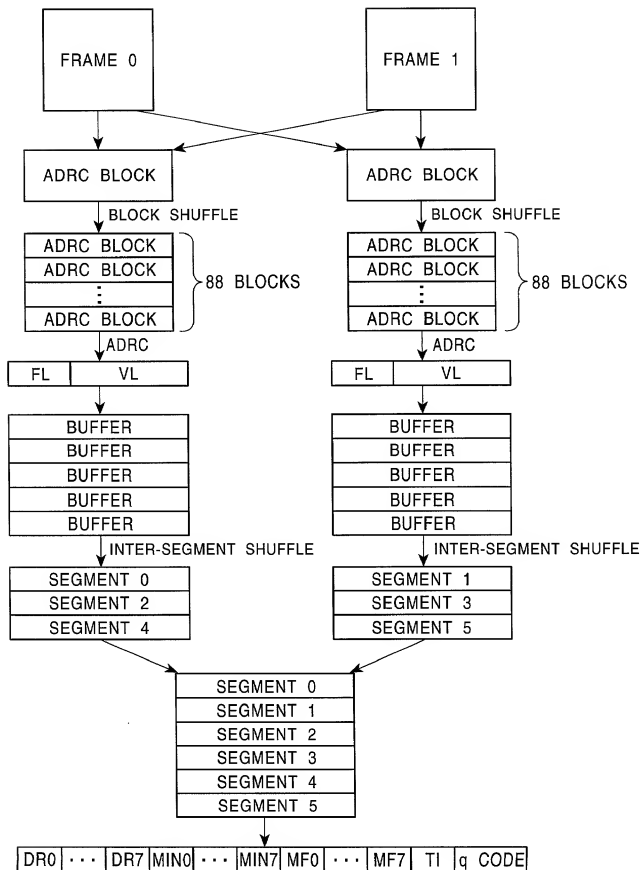 FRAME 0
FRAME 1
ADRC BLOCK
ADRC BLOCK
BLOCK SHUFFLE
BLOCK SHUFFLE
ADRC BLOCK
ADRC BLOCK
⋮
ADRC BLOCK
88 BLOCKS
ADRC BLOCK
ADRC BLOCK
⋮
ADRC BLOCK
88 BLOCKS
ADRC
ADRC
FL VL
FL VL
BUFFER
BUFFER
BUFFER
BUFFER
BUFFER
BUFFER
BUFFER
BUFFER
BUFFER
BUFFER
INTER-SEGMENT SHUFFLE
INTER-SEGMENT SHUFFLE
SEGMENT 0
SEGMENT 2
SEGMENT 4
SEGMENT 1
SEGMENT 3
SEGMENT 5
SEGMENT 0
SEGMENT 1
SEGMENT 2
SEGMENT 3
SEGMENT 4
SEGMENT 5
DR0 ··· DR7 MIN0 ··· MIN7 MF0 ··· MF7 TI q CODE